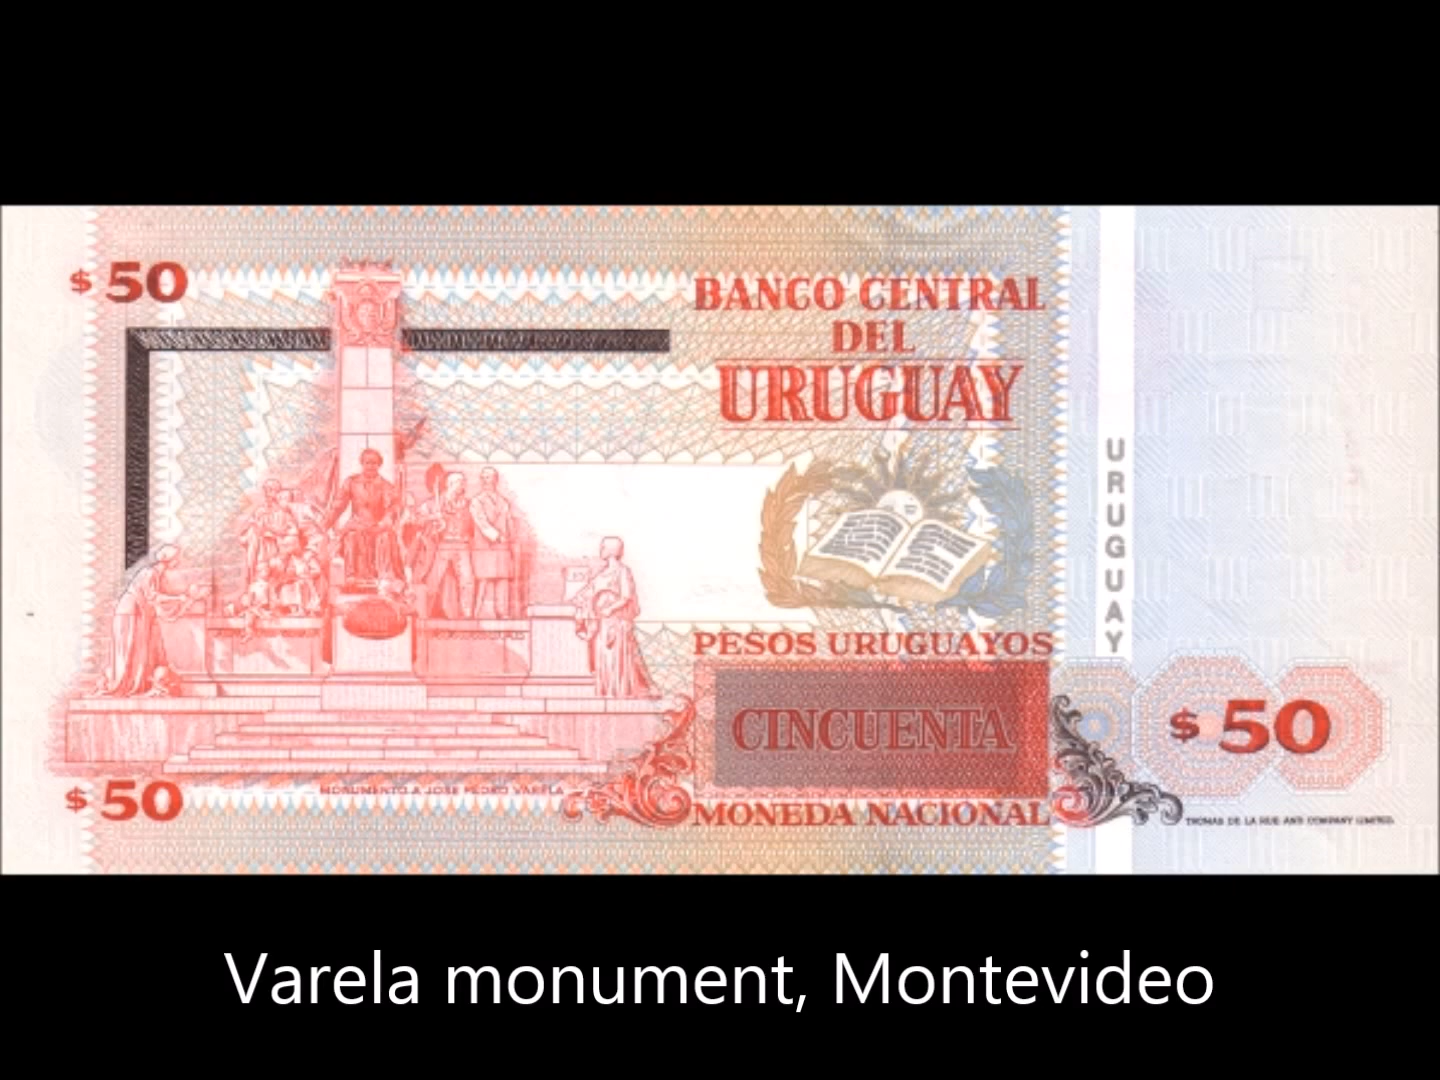 $ 50
BANCO CENTRAL
DEL
URUGUAY
URUGUAY
PESOS URUGUAYOS
CINCUENTA
$ 50
$ 50
MONUMENTO A JOSE PEDRO VARELA
MONEDA NACIONAL
THOMAS DE LA RUE AND COMPANY LIMITED
Varela monument, Montevideo